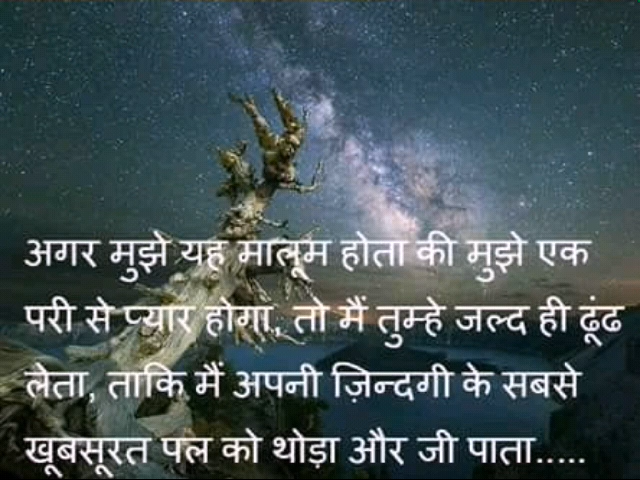 अगर मुझे यह मालूम होता की मुझे एक
परी से प्यार होगा, तो मैं तुम्हे जल्द ही ढूंढ
लेता, ताकि मैं अपनी ज़िन्दगी के सबसे
खूबसूरत पल को थोड़ा और जी पाता.....